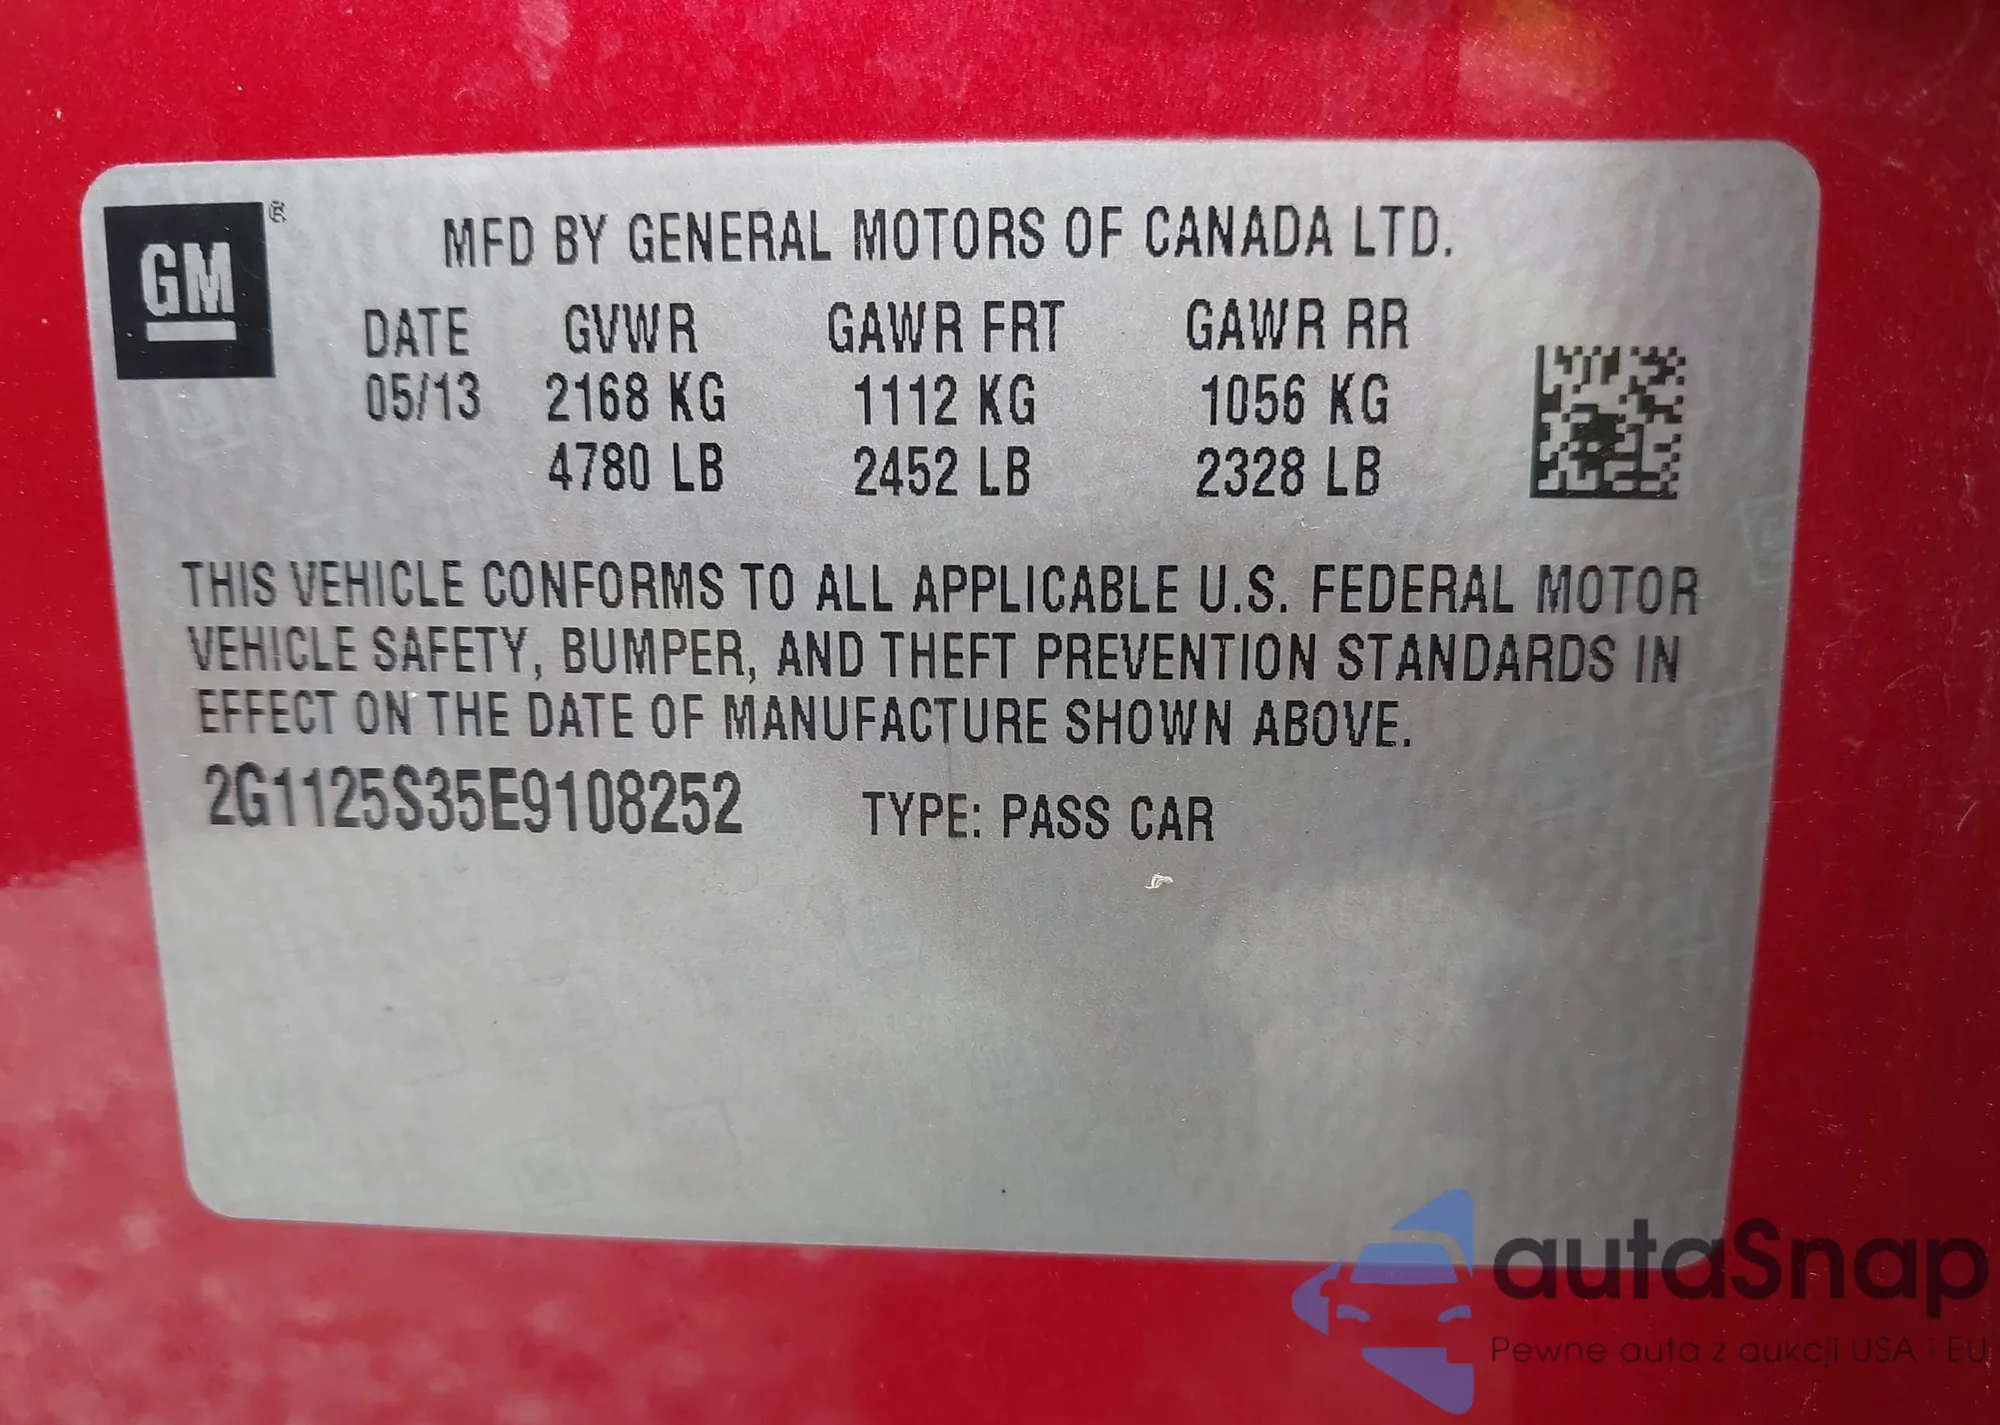 GM ®
MFD BY GENERAL MOTORS OF CANADA LTD.
DATE GVWR GAWR FRT GAWR RR
05/13 2168 KG 1112 KG 1056 KG
4780 LB 2452 LB 2328 LB
THIS VEHICLE CONFORMS TO ALL APPLICABLE U.S. FEDERAL MOTOR
VEHICLE SAFETY, BUMPER, AND THEFT PREVENTION STANDARDS IN
EFFECT ON THE DATE OF MANUFACTURE SHOWN ABOVE.
2G1125S35E9108252 TYPE: PASS CAR
autaSnap
Pewne auta z aukcji USA i EU